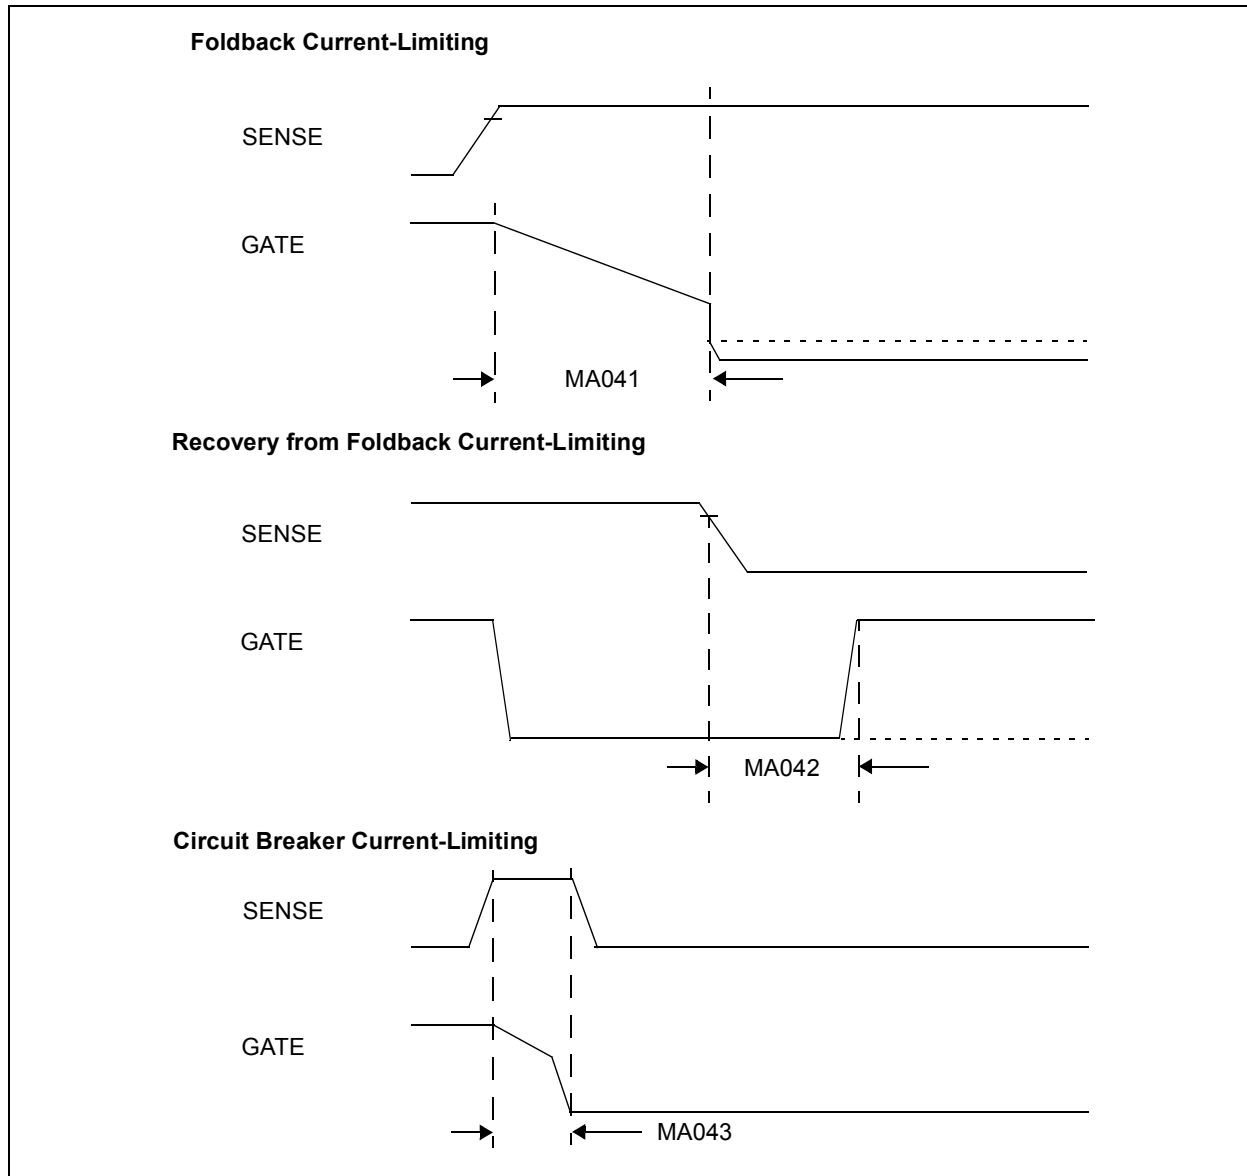 Foldback Current-Limiting
SENSE
GATE
MA041
Recovery from Foldback Current-Limiting
SENSE
GATE
MA042
Circuit Breaker Current-Limiting
SENSE
GATE
MA043